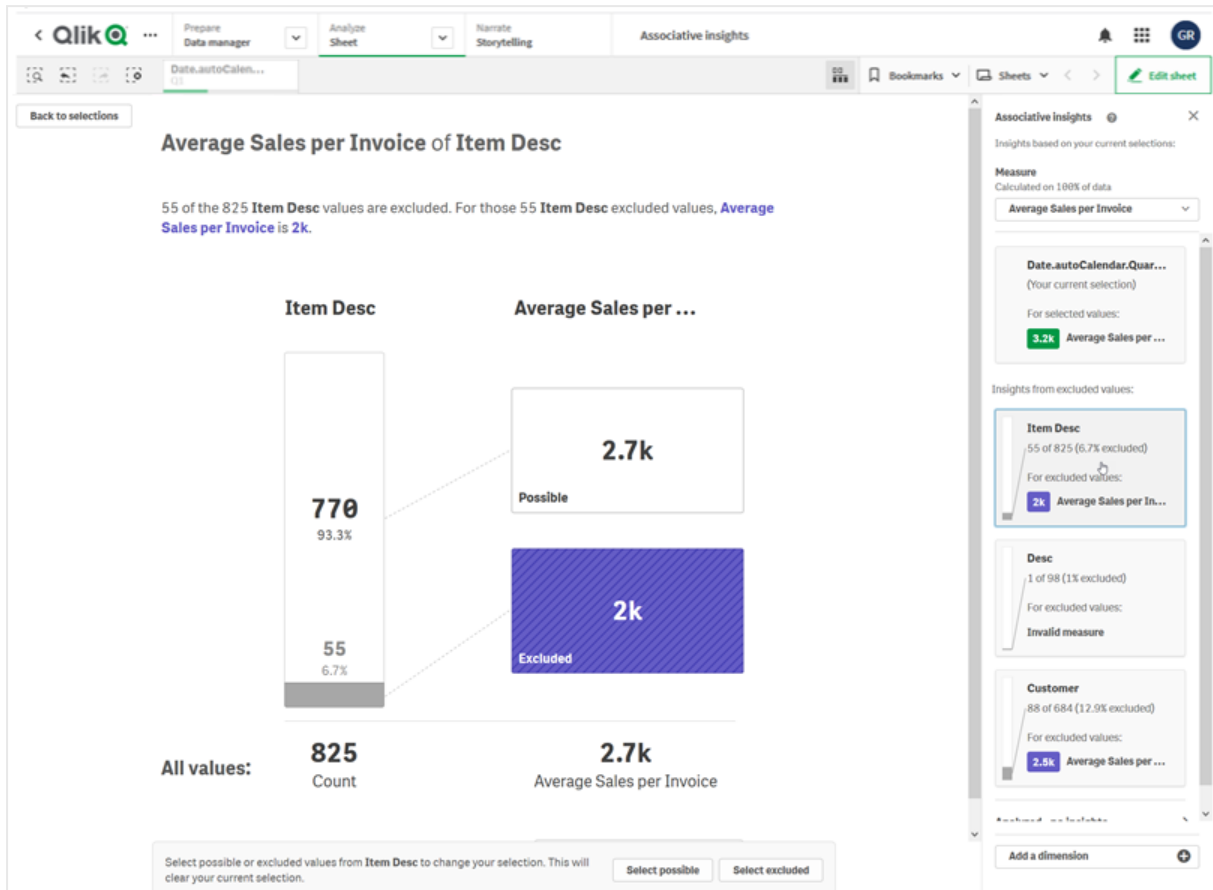 Qlik
Prepare
Data manager
Analyze
Sheet
Narrate
Storytelling
Associative insights
GR
Date.autoCalen...
Q1
Bookmarks
Sheets
Edit sheet
Back to selections
Average Sales per Invoice of Item Desc
55 of the 825 Item Desc values are excluded. For those 55 Item Desc excluded values, Average
Sales per Invoice is 2k.
Item Desc
Average Sales per ...
770
93.3%
55
6.7%
2.7k
Possible
2k
Excluded
All values:
825
Count
2.7k
Average Sales per Invoice
Select possible or excluded values from Item Desc to change your selection. This will
clear your current selection.
Select possible
Select excluded
Associative insights
Insights based on your current selections:
Measure
Calculated on 100% of data
Average Sales per Invoice
Date.autoCalendar.Quar...
(Your current selection)
For selected values:
3.2k Average Sales per ...
Insights from excluded values:
Item Desc
55 of 825 (6.7% excluded)
For excluded values:
2k Average Sales per In...
Desc
1 of 98 (1% excluded)
For excluded values:
Invalid measure
Customer
88 of 684 (12.9% excluded)
For excluded values:
2.5k Average Sales per ...
Add a dimension